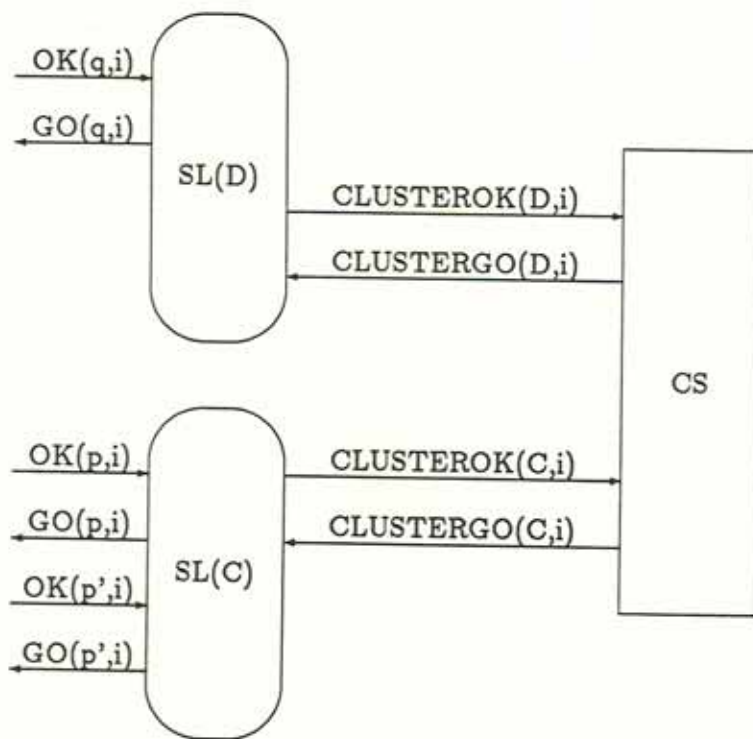 OK(q,i)
GO(q,i)
SL(D)
CLUSTEROK(D,i)
CLUSTERGO(D,i)
CS
OK(p,i)
CLUSTEROK(C,i)
GO(p,i)
CLUSTERGO(C,i)
SL(C)
OK(p',i)
GO(p',i)